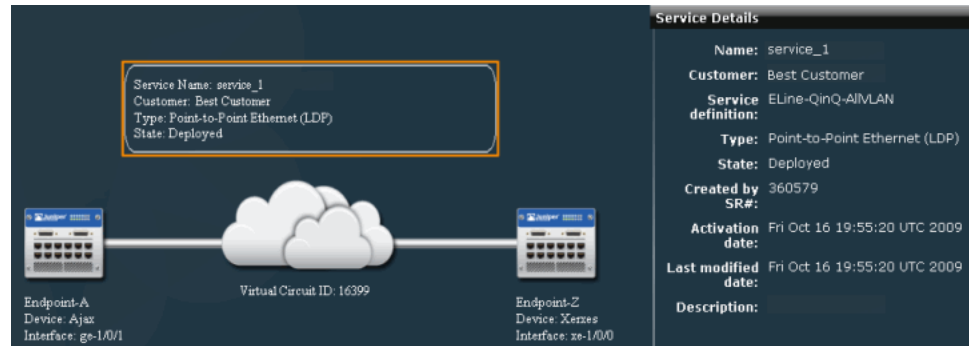 Service Name: service_1
Customer: Best Customer
Type: Point-to-Point Ethernet (LDP)
State: Deployed
Juniper
Juniper
Virtual Circuit ID: 16399
Endpoint-A
Device: Ajax
Interface: ge-1/0/1
Endpoint-Z
Device: Xerxes
Interface: xe-1/0/0
Service Details
Name: service_1
Customer: Best Customer
Service definition: ELine-QinQ-AllVLAN
Type: Point-to-Point Ethernet (LDP)
State: Deployed
Created by SR#: 360579
Activation date: Fri Oct 16 19:55:20 UTC 2009
Last modified date: Fri Oct 16 19:55:20 UTC 2009
Description: